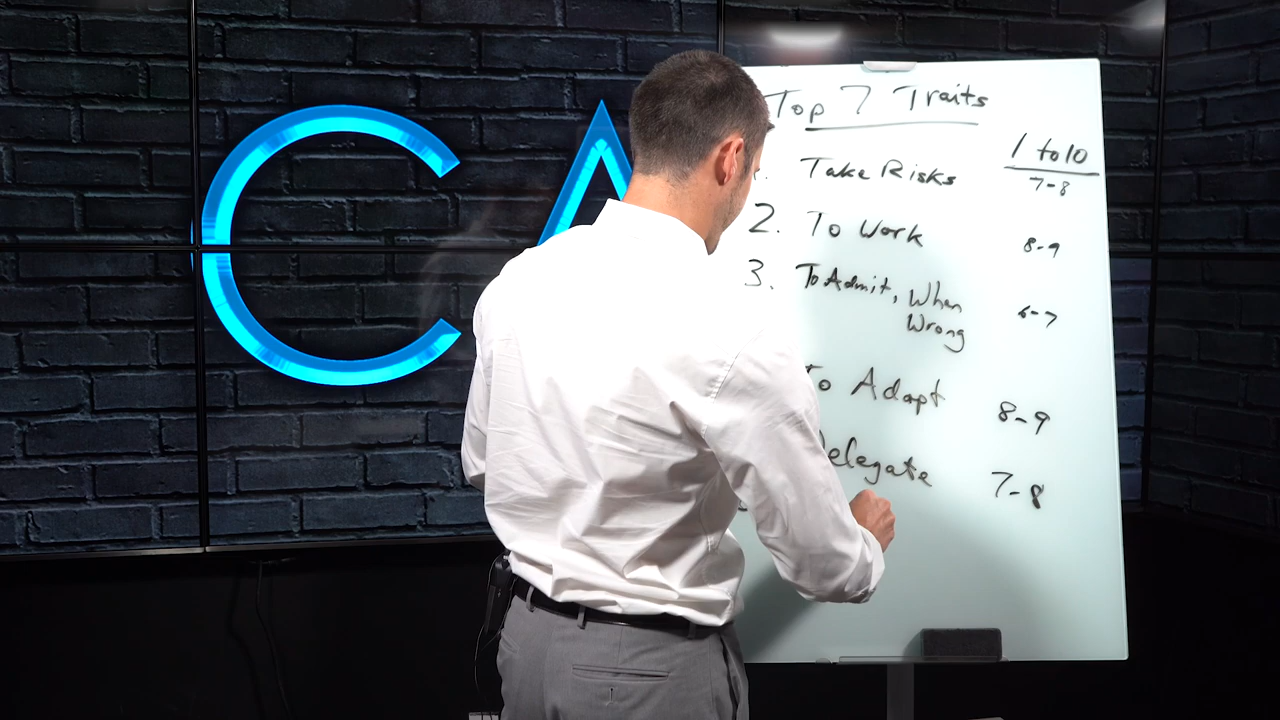 CA
Top 7 Traits
1 to 10
1. Take Risks 7-8
2. To Work 8-9
3. To Admit, When
Wrong 6-7
To Adapt 8-9
Delegate 7-8